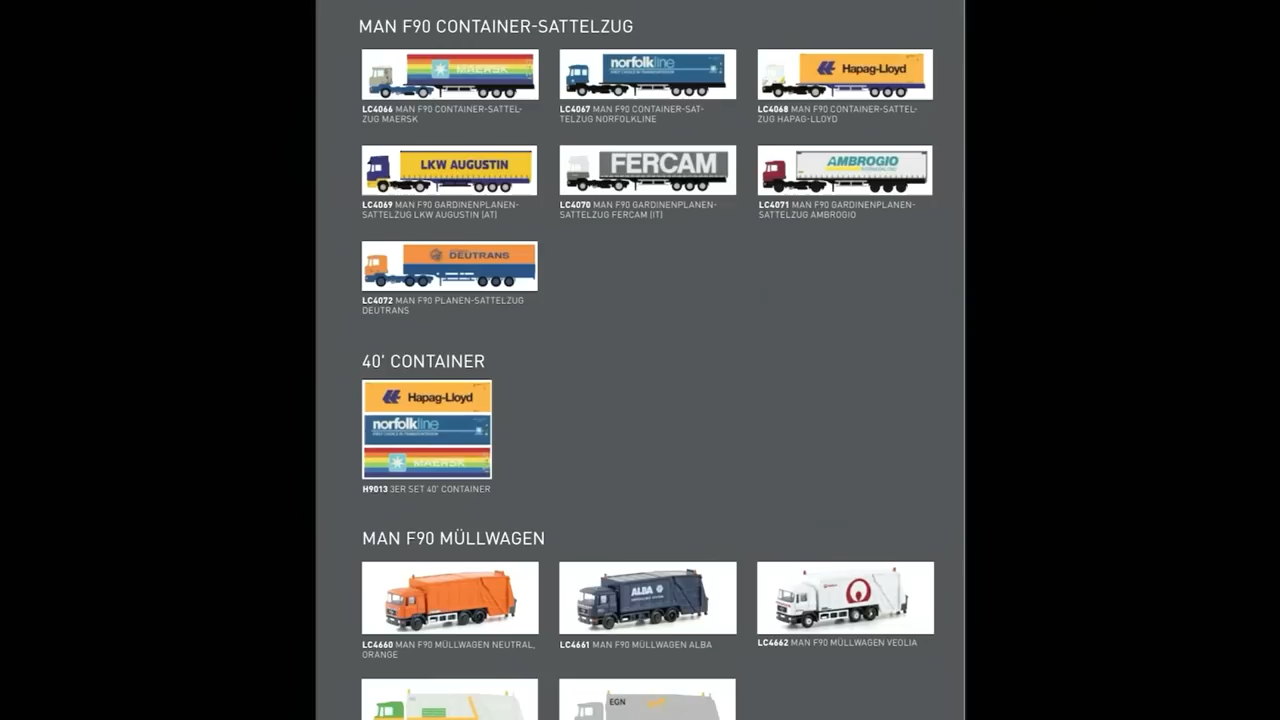 MAN F90 CONTAINER-SATTELZUG
MAERSK
norfolkline
Hapag-Lloyd
LC4066 MAN F90 CONTAINER-SATTEL-
ZUG MAERSK
LC4067 MAN F90 CONTAINER-SAT-
TELZUG NORFOLKLINE
LC4068 MAN F90 CONTAINER-SATTEL-
ZUG HAPAG-LLOYD
LKW AUGUSTIN
FERCAM
AMBROGIO
LC4069 MAN F90 GARDINENPLANEN-
SATTELZUG LKW AUGUSTIN (AT)
LC4070 MAN F90 GARDINENPLANEN-
SATTELZUG FERCAM (IT)
LC4071 MAN F90 GARDINENPLANEN-
SATTELZUG AMBROGIO
DEUTRANS
LC4072 MAN F90 PLANEN-SATTELZUG
DEUTRANS
40' CONTAINER
Hapag-Lloyd
norfolkline
MAERSK
H9013 3ER SET 40' CONTAINER
MAN F90 MÜLLWAGEN
ALBA
LC4660 MAN F90 MÜLLWAGEN NEUTRAL,
ORANGE
LC4661 MAN F90 MÜLLWAGEN ALBA
LC4662 MAN F90 MÜLLWAGEN VEOLIA
EGN